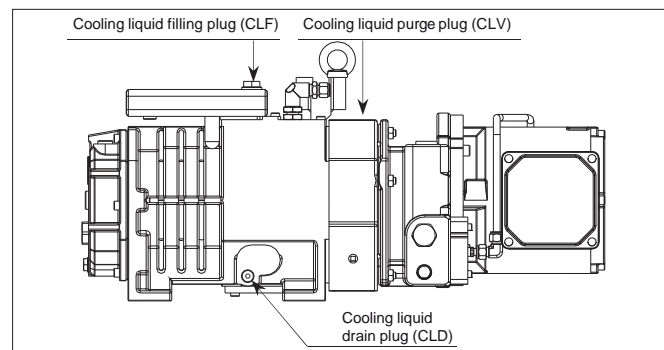 Cooling liquid filling plug (CLF)
Cooling liquid purge plug (CLV)
Cooling liquid
drain plug (CLD)